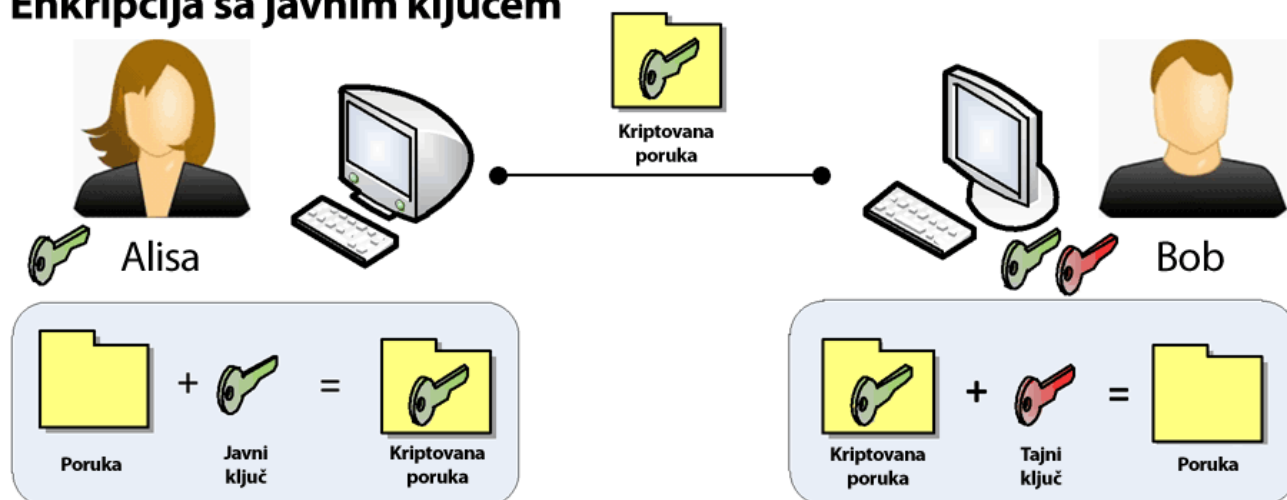 Enkripcija sa javnim ključem
Kriptovana
poruka
Alisa
Bob
Poruka
+
Javni
ključ
=
Kriptovana
poruka
Kriptovana
poruka
+
Tajni
ključ
=
Poruka